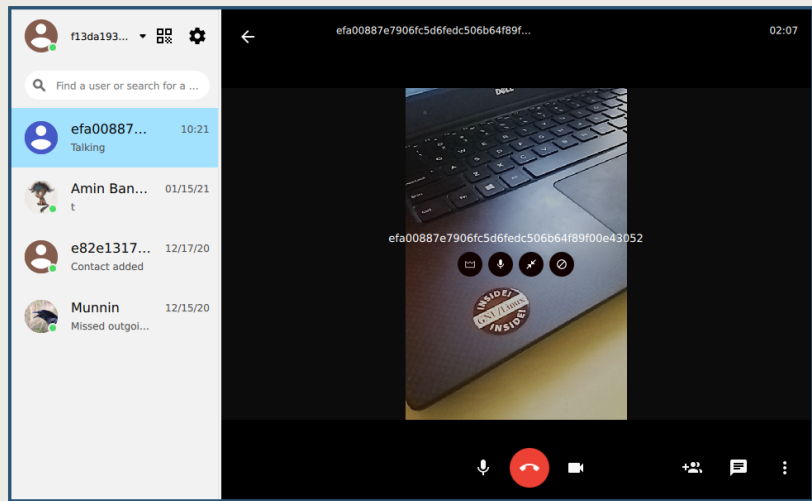 f13da193...
Find a user or search for a ...
efa00887...
10:21
Talking
Amin Ban...
01/15/21
t
e82e1317...
12/17/20
Contact added
Munnin
12/15/20
Missed outgoi...
efa00887e7906fc5d6fedc506b64f89f...
02:07
DELL
efa00887e7906fc5d6fedc506b64f89f00e43052
INSIDE!
GNU/Linux
INSIDE!